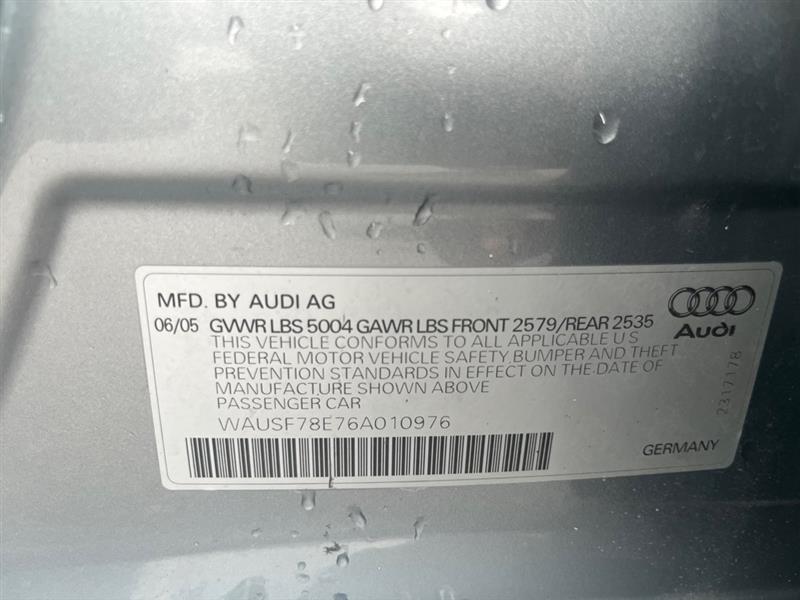 MFD. BY AUDI AG
06/05 GVWR LBS 5004 GAWR LBS FRONT 2579/REAR 2535
THIS VEHICLE CONFORMS TO ALL APPLICABLE U S
FEDERAL MOTOR VEHICLE SAFETY, BUMPER AND THEFT
PREVENTION STANDARDS IN EFFECT ON THE DATE OF
MANUFACTURE SHOWN ABOVE
PASSENGER CAR
WAUSF78E76A010976
Audi
2317178
GERMANY